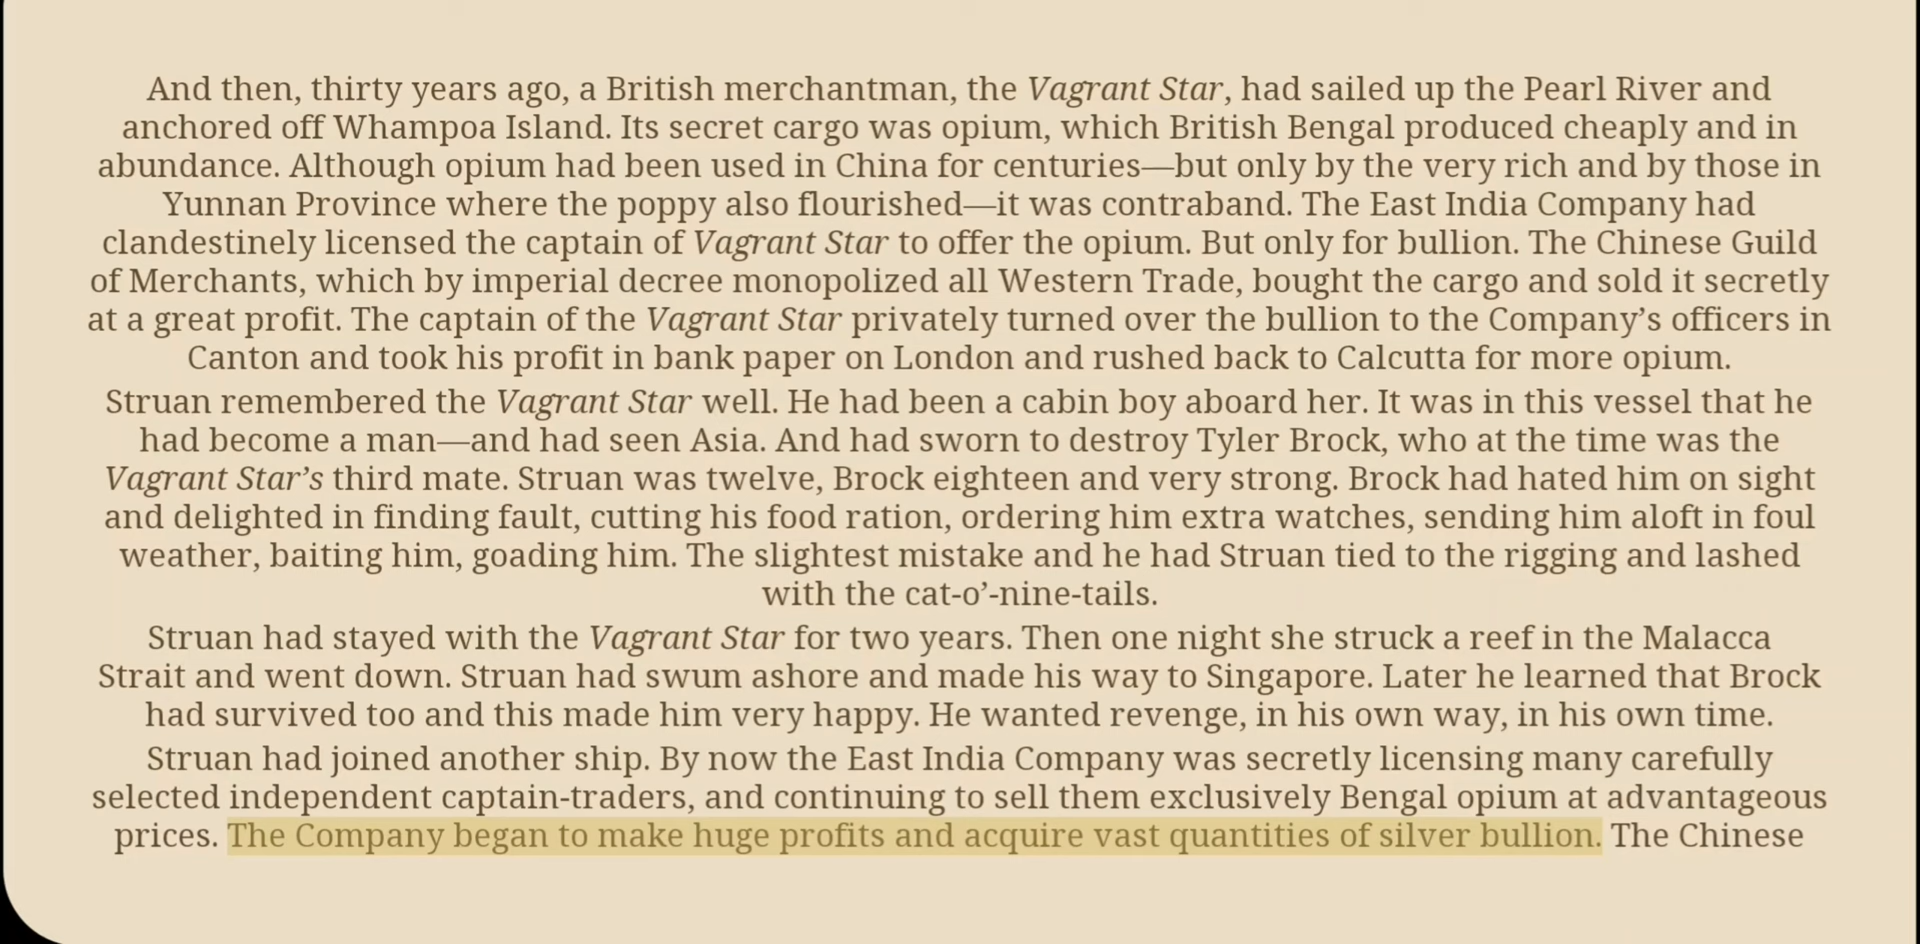 And then, thirty years ago, a British merchantman, the Vagrant Star, had sailed up the Pearl River and
anchored off Whampoa Island. Its secret cargo was opium, which British Bengal produced cheaply and in
abundance. Although opium had been used in China for centuries—but only by the very rich and by those in
Yunnan Province where the poppy also flourished—it was contraband. The East India Company had
clandestinely licensed the captain of Vagrant Star to offer the opium. But only for bullion. The Chinese Guild
of Merchants, which by imperial decree monopolized all Western Trade, bought the cargo and sold it secretly
at a great profit. The captain of the Vagrant Star privately turned over the bullion to the Company’s officers in
Canton and took his profit in bank paper on London and rushed back to Calcutta for more opium.
Struan remembered the Vagrant Star well. He had been a cabin boy aboard her. It was in this vessel that he
had become a man—and had seen Asia. And had sworn to destroy Tyler Brock, who at the time was the
Vagrant Star’s third mate. Struan was twelve, Brock eighteen and very strong. Brock had hated him on sight
and delighted in finding fault, cutting his food ration, ordering him extra watches, sending him aloft in foul
weather, baiting him, goading him. The slightest mistake and he had Struan tied to the rigging and lashed
with the cat-o’-nine-tails.
Struan had stayed with the Vagrant Star for two years. Then one night she struck a reef in the Malacca
Strait and went down. Struan had swum ashore and made his way to Singapore. Later he learned that Brock
had survived too and this made him very happy. He wanted revenge, in his own way, in his own time.
Struan had joined another ship. By now the East India Company was secretly licensing many carefully
selected independent captain-traders, and continuing to sell them exclusively Bengal opium at advantageous
prices. The Company began to make huge profits and acquire vast quantities of silver bullion. The Chinese